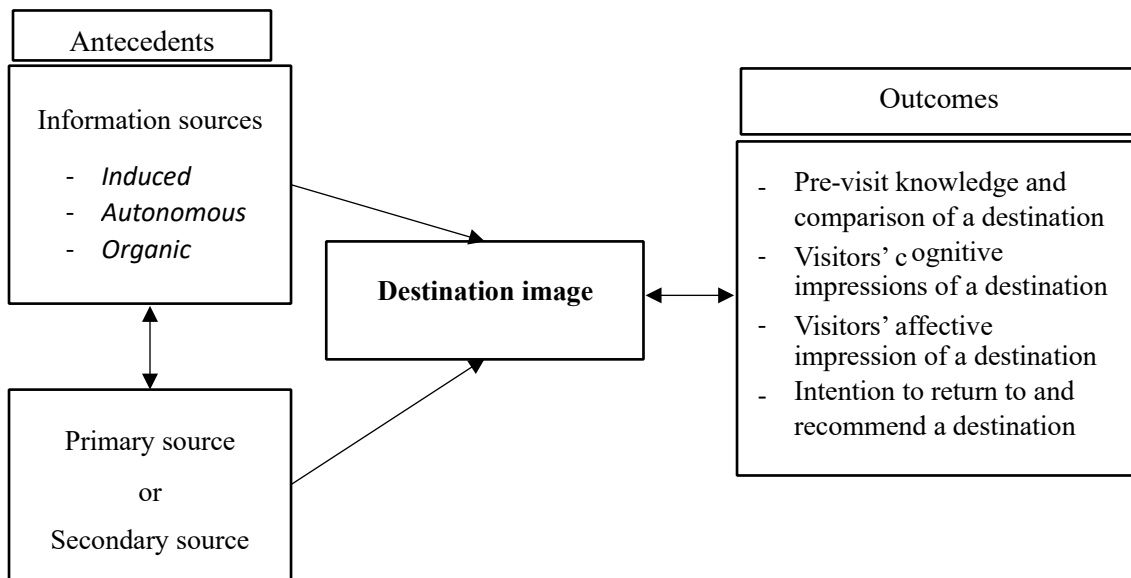 Antecedents
Information sources
- Induced
- Autonomous
- Organic
Primary source
or
Secondary source
Destination image
Outcomes
- Pre-visit knowledge and
comparison of a destination
- Visitors’ cognitive
impressions of a destination
- Visitors’ affective
impression of a destination
- Intention to return to and
recommend a destination